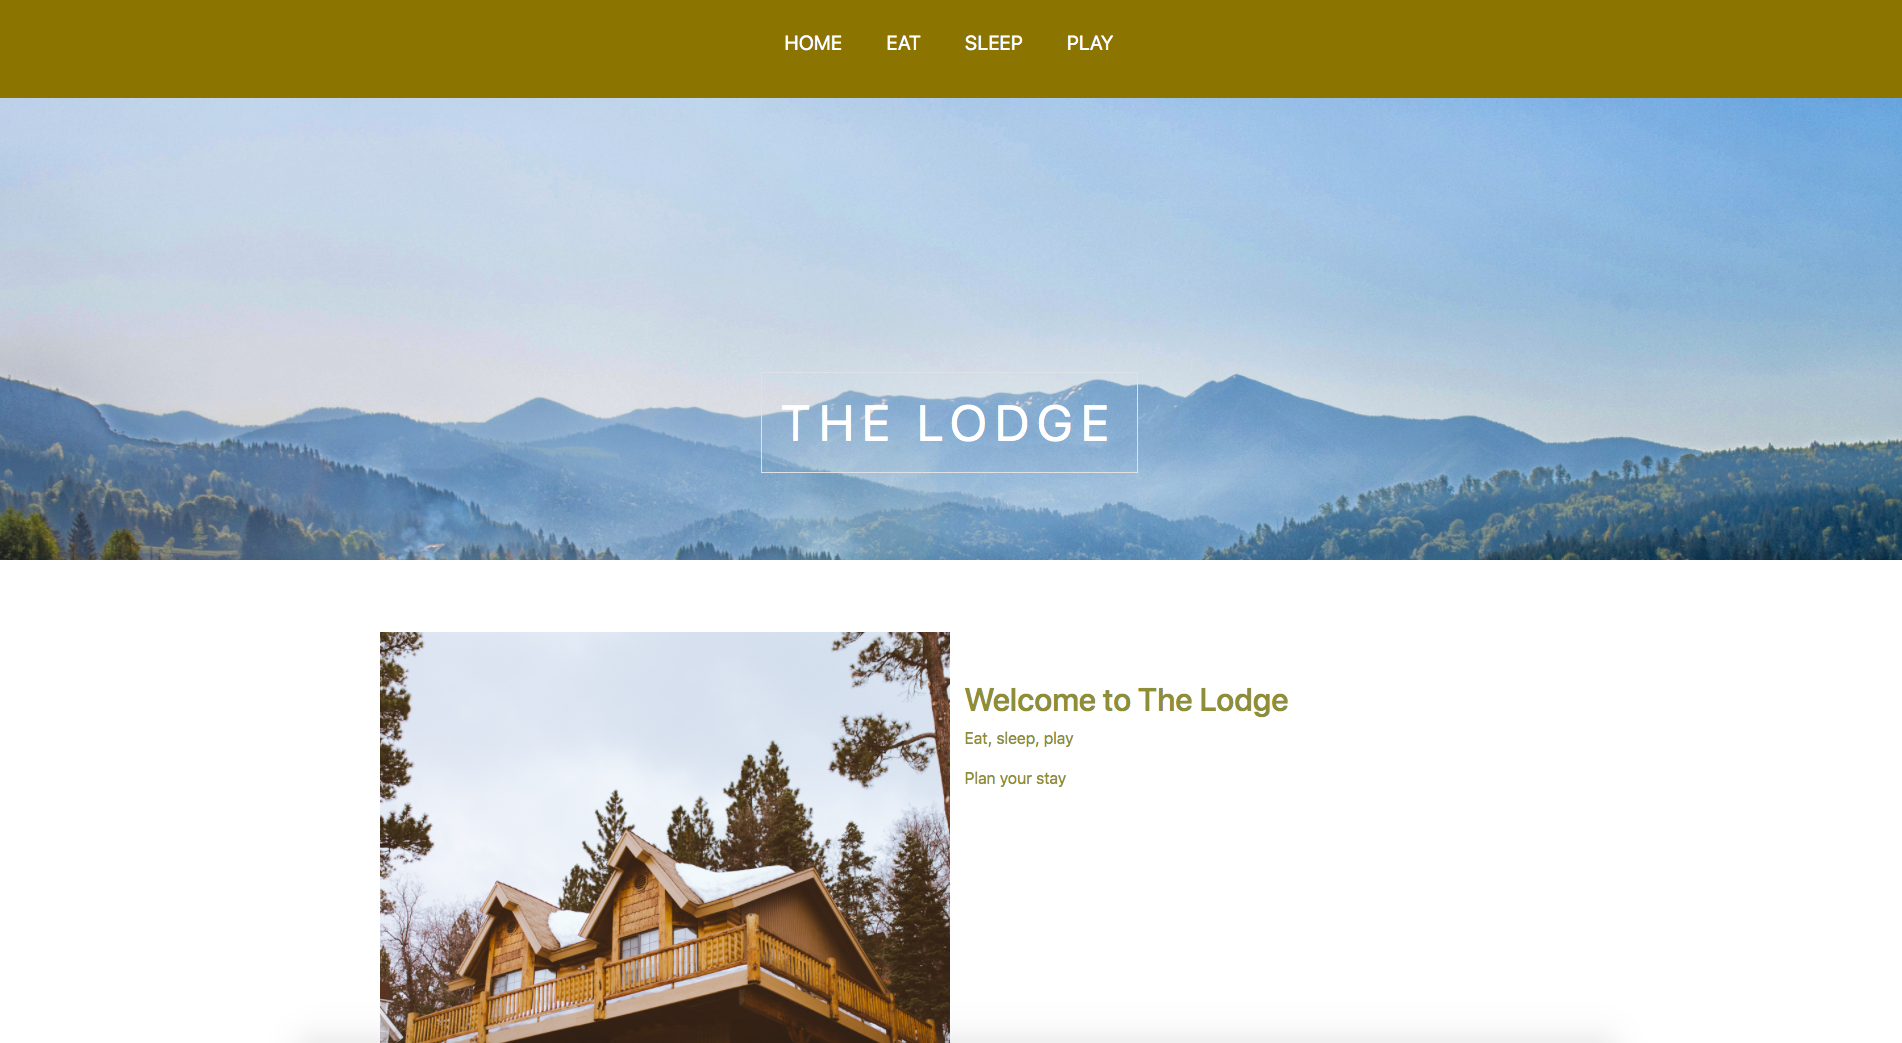 HOME EAT SLEEP PLAY
THE LODGE
Welcome to The Lodge
Eat, sleep, play
Plan your stay